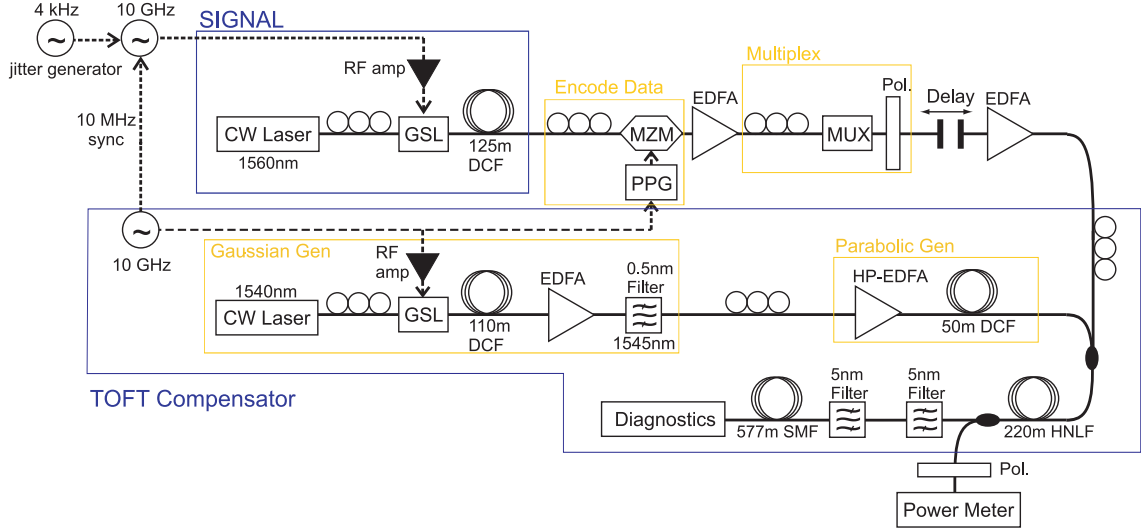 4 kHz
10 GHz
~
~
jitter generator
SIGNAL
RF amp
10 MHz
sync
CW Laser
1560nm
GSL
125m
DCF
Encode Data
MZM
PPG
EDFA
Multiplex
MUX
Pol.
Delay
EDFA
~
10 GHz
Gaussian Gen
RF
amp
1540nm
CW Laser
GSL
110m
DCF
EDFA
0.5nm
Filter
1545nm
Parabolic Gen
HP-EDFA
50m DCF
TOFT Compensator
Diagnostics
577m SMF
5nm
Filter
5nm
Filter
220m HNLF
Pol.
Power Meter